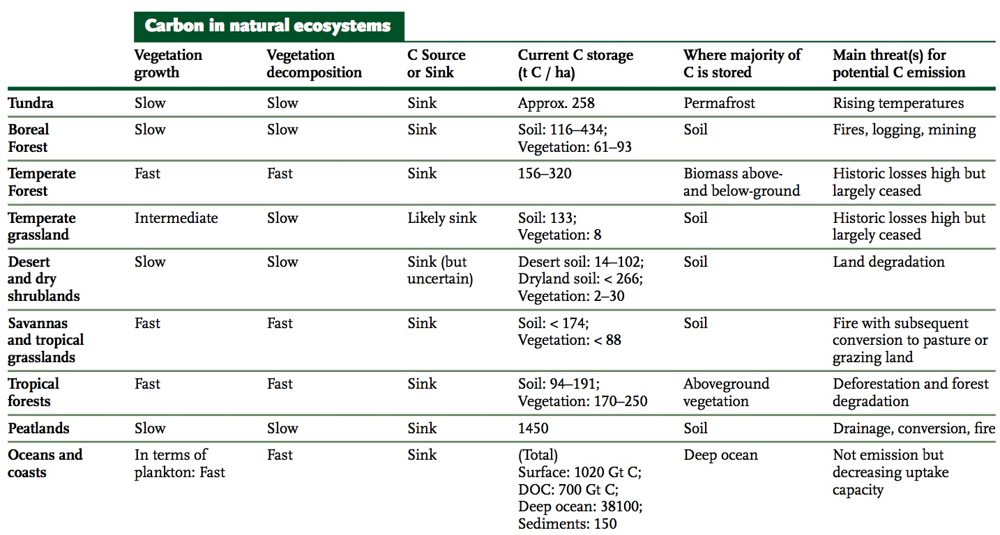 Carbon in natural ecosystems
Vegetation growth	Vegetation decomposition	C Source or Sink	Current C storage (t C / ha)	Where majority of C is stored	Main threat(s) for potential C emission
Tundra	Slow	Slow	Sink	Approx. 258	Permafrost	Rising temperatures
Boreal Forest	Slow	Slow	Sink	Soil: 116–434; Vegetation: 61–93	Soil	Fires, logging, mining
Temperate Forest	Fast	Fast	Sink	156–320	Biomass above- and below-ground	Historic losses high but largely ceased
Temperate grassland	Intermediate	Slow	Likely sink	Soil: 133; Vegetation: 8	Soil	Historic losses high but largely ceased
Desert and dry shrublands	Slow	Slow	Sink (but uncertain)	Desert soil: 14–102; Dryland soil: < 266; Vegetation: 2–30	Soil	Land degradation
Savannas and tropical grasslands	Fast	Fast	Sink	Soil: < 174; Vegetation: < 88	Soil	Fire with subsequent conversion to pasture or grazing land
Tropical forests	Fast	Fast	Sink	Soil: 94–191; Vegetation: 170–250	Aboveground vegetation	Deforestation and forest degradation
Peatlands	Slow	Slow	Sink	1450	Soil	Drainage, conversion, fire
Oceans and coasts	In terms of plankton: Fast	Fast	Sink	(Total) Surface: 1020 Gt C; DOC: 700 Gt C; Deep ocean: 38100; Sediments: 150	Deep ocean	Not emission but decreasing uptake capacity